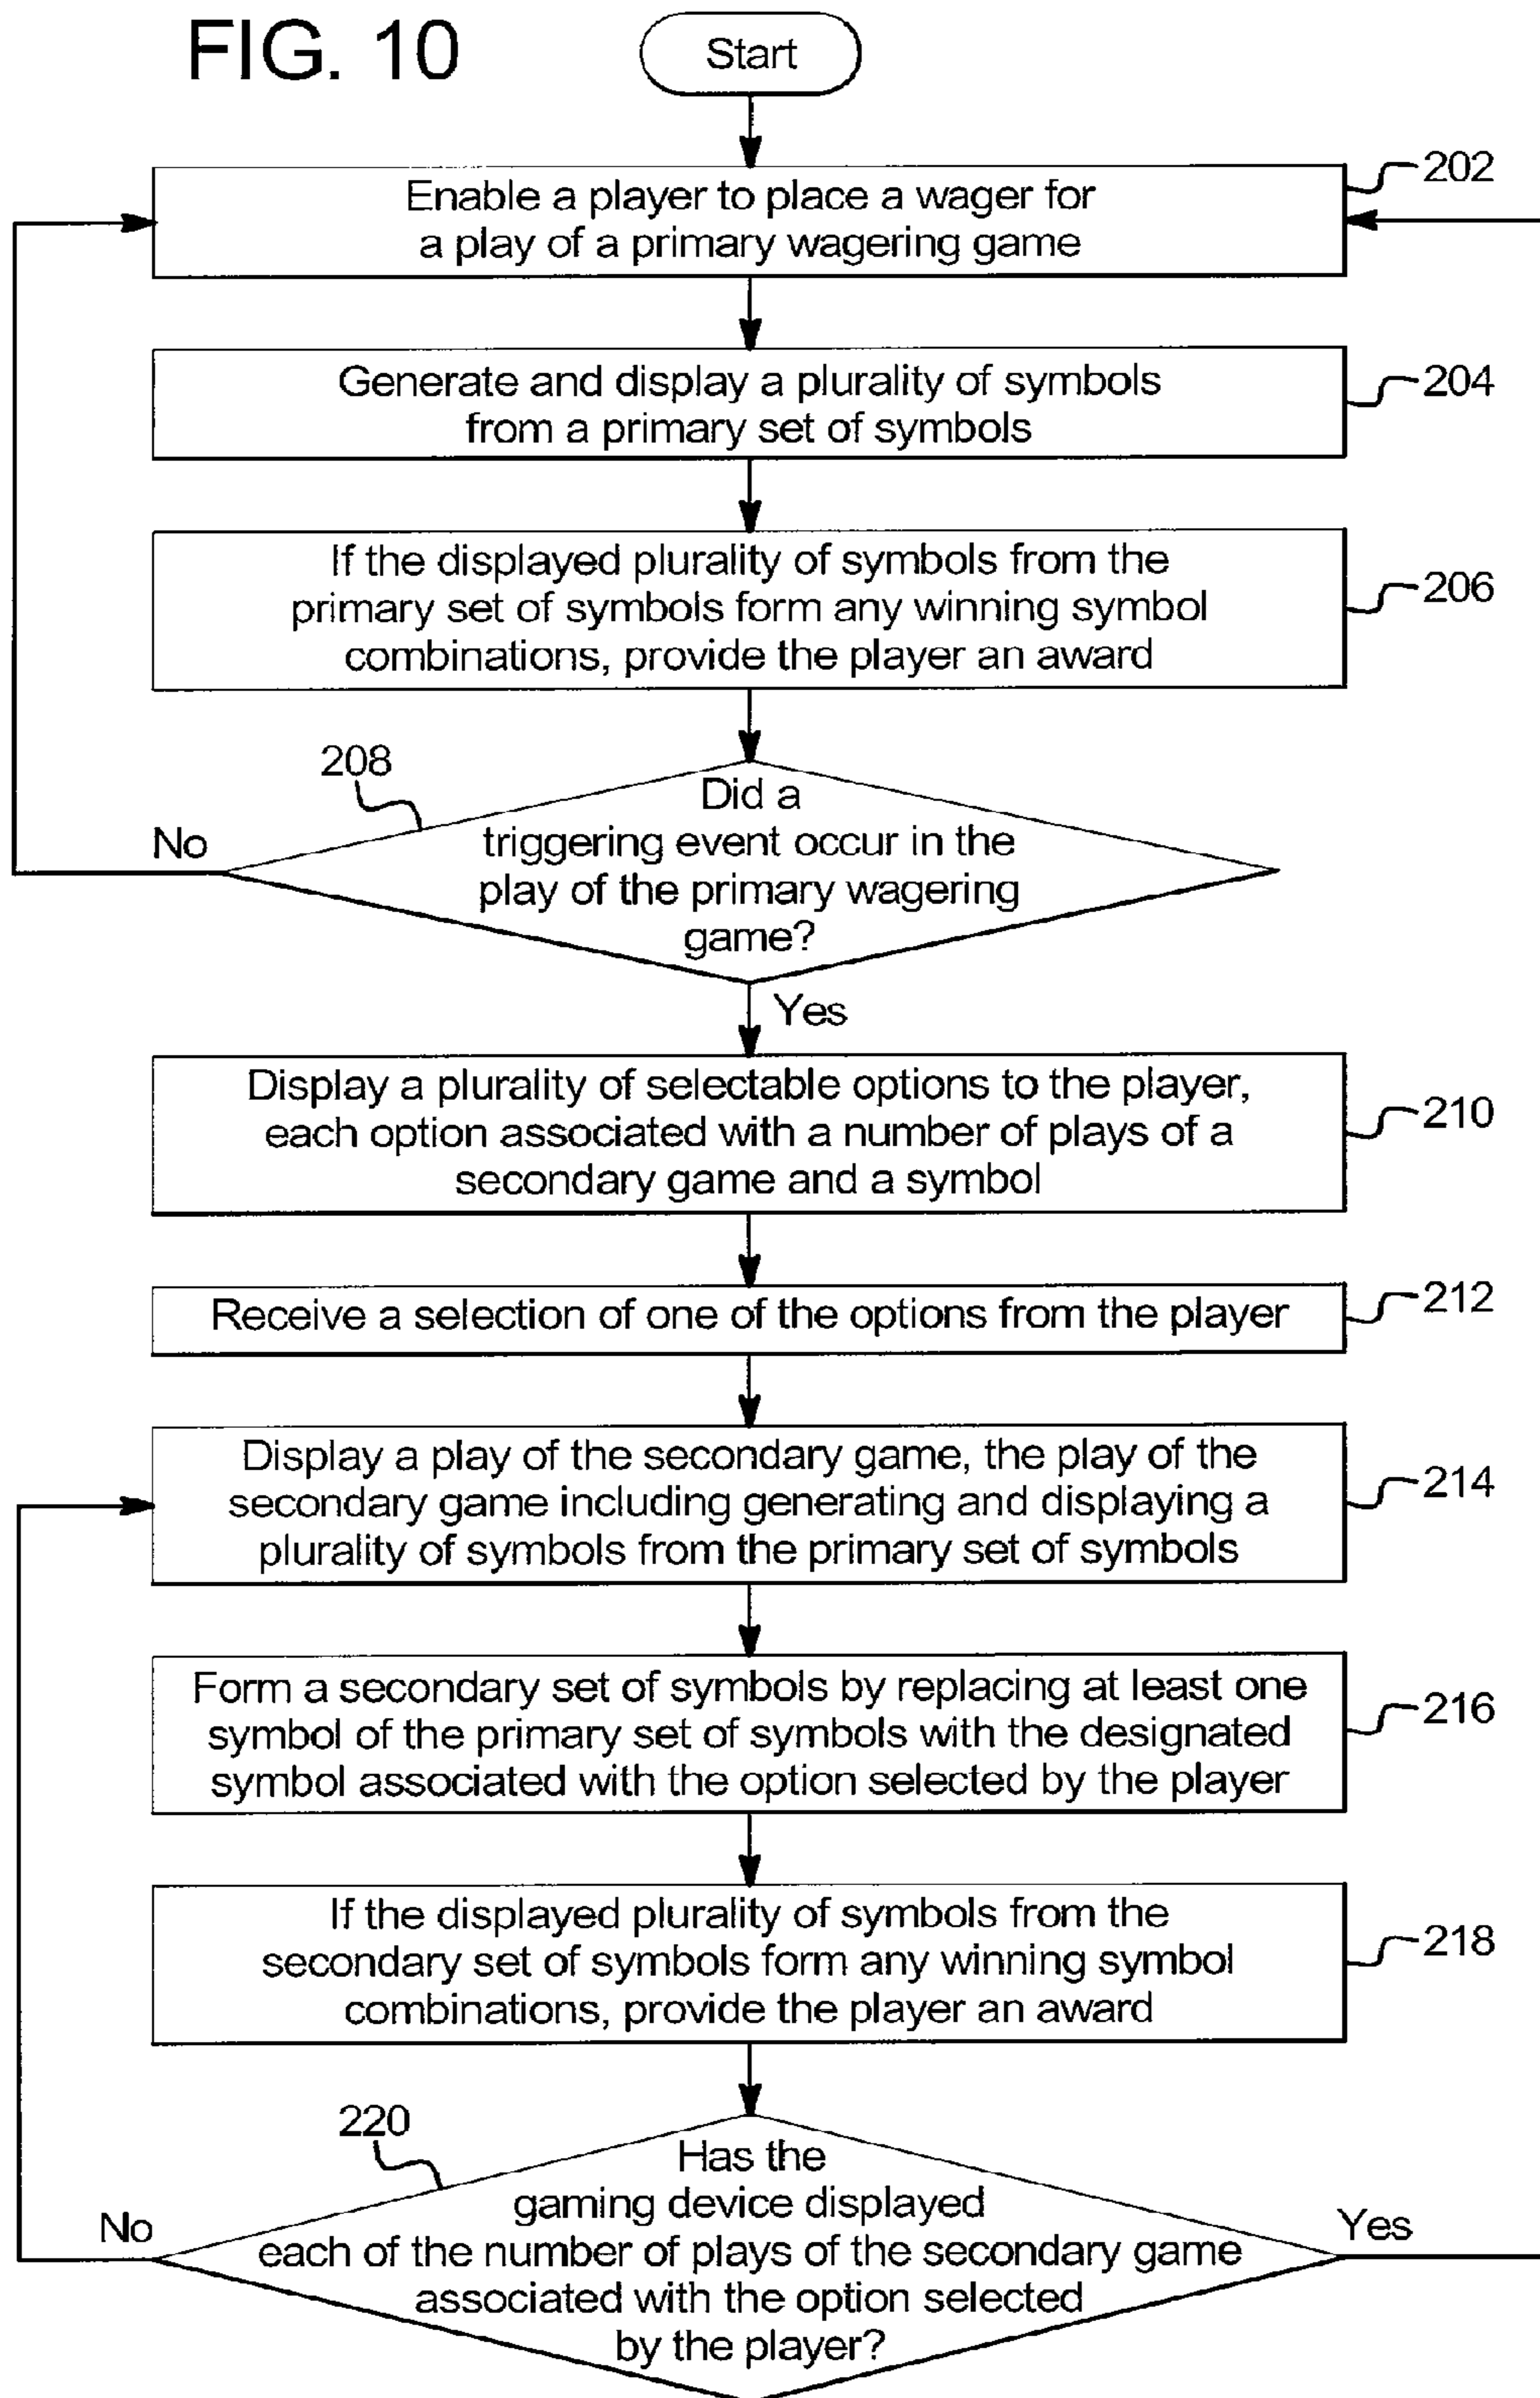 FIG. 10
Start
Enable a player to place a wager for
a play of a primary wagering game
202
Generate and display a plurality of symbols
from a primary set of symbols
204
If the displayed plurality of symbols from the
primary set of symbols form any winning symbol
combinations, provide the player an award
206
208
Did a
triggering event occur in the
play of the primary wagering
game?
No
Yes
Display a plurality of selectable options to the player,
each option associated with a number of plays of a
secondary game and a symbol
210
Receive a selection of one of the options from the player
212
Display a play of the secondary game, the play of the
secondary game including generating and displaying a
plurality of symbols from the primary set of symbols
214
Form a secondary set of symbols by replacing at least one
symbol of the primary set of symbols with the designated
symbol associated with the option selected by the player
216
If the displayed plurality of symbols from the
secondary set of symbols form any winning symbol
combinations, provide the player an award
218
220
Has the
gaming device displayed
each of the number of plays of the secondary game
associated with the option selected
by the player?
No
Yes